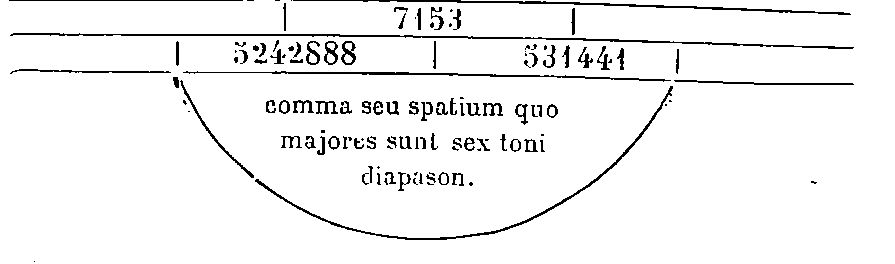 7153
5242888 531441
comma seu spatium quo
majores sunt sex toni
diapason.